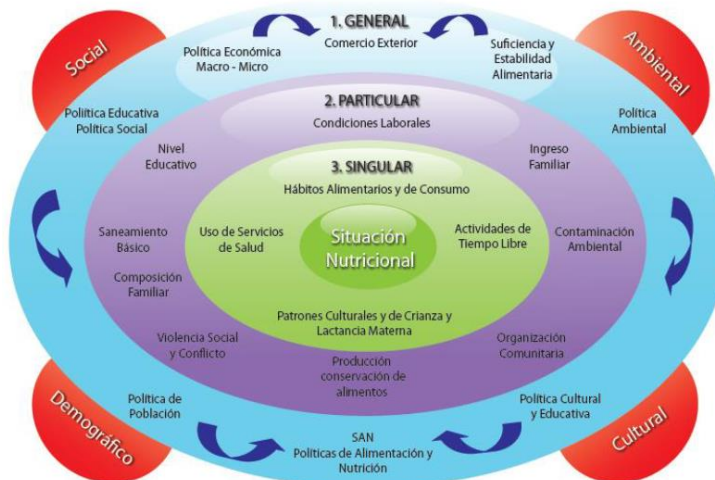 1. GENERAL
Comercio Exterior
Política Económica
Macro - Micro
Suficiencia y
Estabilidad
Alimentaria
Social
Ambiental
Poliítica Educativa
Política Social
Política
Ambiental
2. PARTICULAR
Condiciones Laborales
Nivel
Educativo
Ingreso
Familiar
3. SINGULAR
Hábitos Alimentarios y de Consumo
Saneamiento
Básico
Uso de Servicios
de Salud
Situación
Nutricional
Actividades de
Tiempo Libre
Contaminación
Ambiental
Composición
Familiar
Patrones Culturales y de Crianza y
Lactancia Materna
Violencia Social
y Conflicto
Organización
Comunitaria
Producción
conservación de
alimentos
Demográfico
Política de
Población
Política Cultural
y Educativa
Cultural
SAN
Políticas de Alimentación y
Nutrición